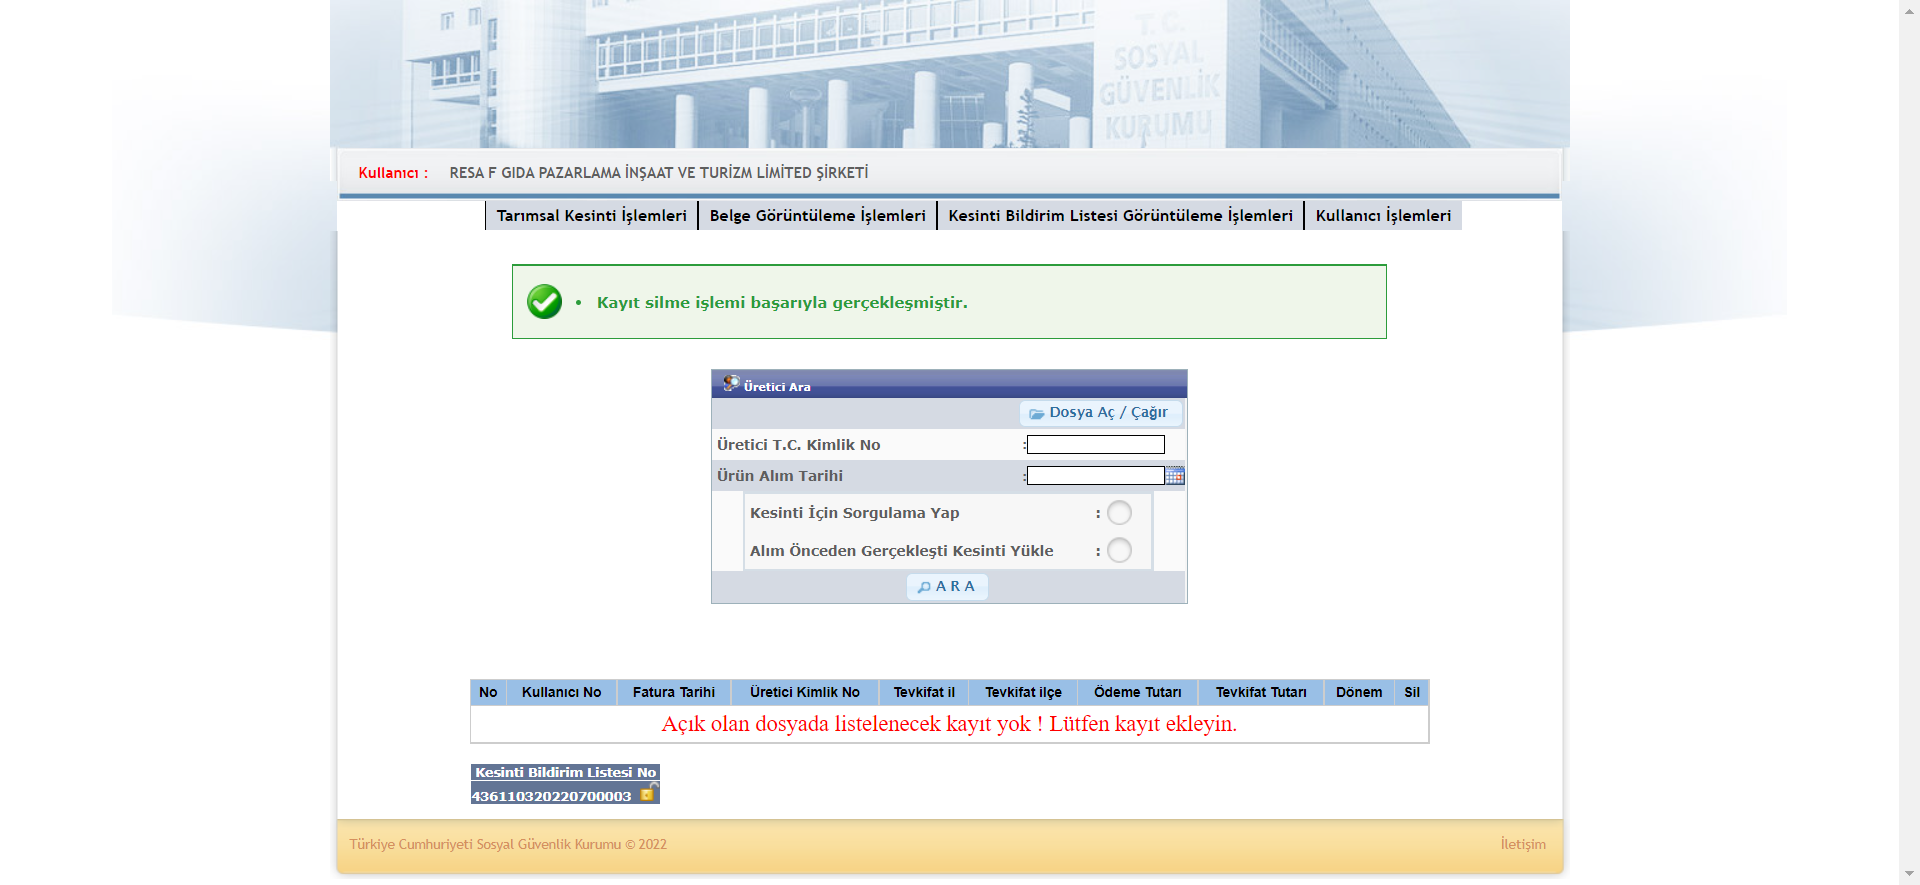 T. C.
SOSYAL
GÜVENLİK
KURUMU
Kullanıcı : RESA F GIDA PAZARLAMA İNŞAAT VE TURİZM LİMİTED ŞİRKETİ
Tarımsal Kesinti İşlemleri Belge Görüntüleme İşlemleri Kesinti Bildirim Listesi Görüntüleme İşlemleri Kullanıcı İşlemleri
• Kayıt silme işlemi başarıyla gerçekleşmiştir.
Üretici Ara
Dosya Aç / Çağır
Üretici T.C. Kimlik No :
Ürün Alım Tarihi :
Kesinti İçin Sorgulama Yap :
Alım Önceden Gerçekleşti Kesinti Yükle :
A R A
No Kullanıcı No Fatura Tarihi Üretici Kimlik No Tevkifat il Tevkifat ilçe Ödeme Tutarı Tevkifat Tutarı Dönem Sil
Açık olan dosyada listelenecek kayıt yok ! Lütfen kayıt ekleyin.
Kesinti Bildirim Listesi No
436110320220700003
Türkiye Cumhuriyeti Sosyal Güvenlik Kurumu © 2022 İletişim